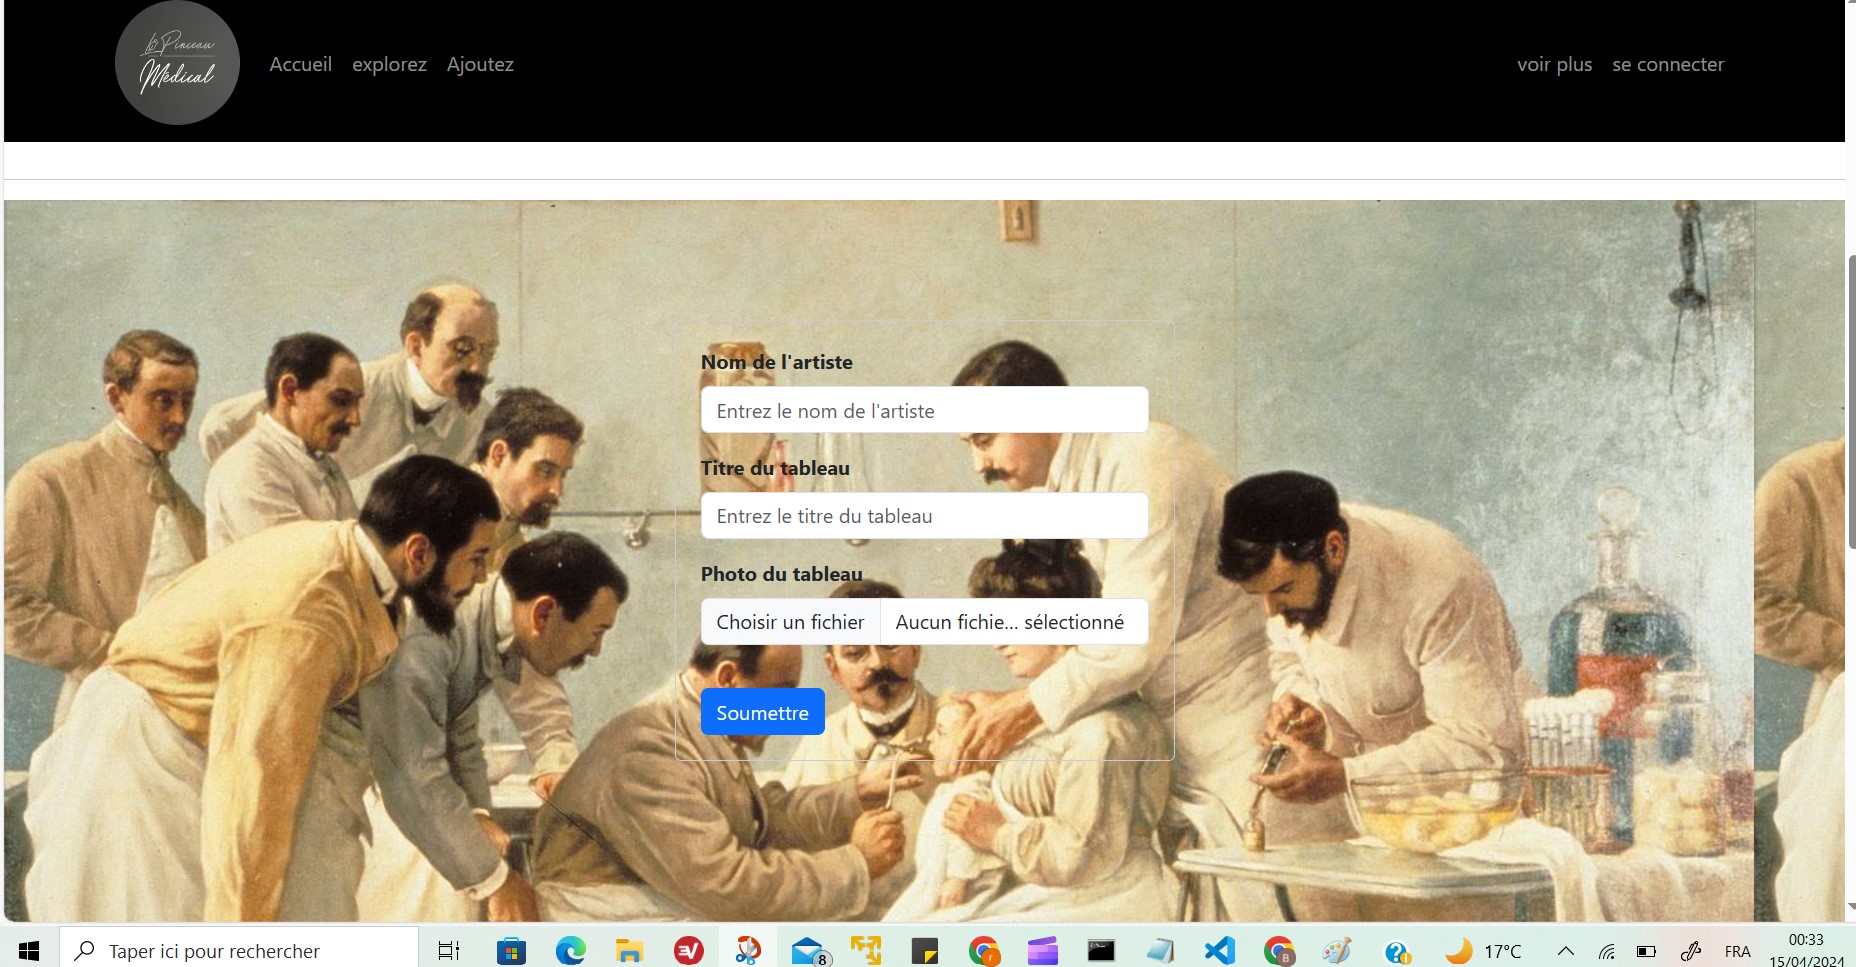 Le Pinceau
Médical
Accueil explorez Ajoutez
voir plus se connecter
Nom de l'artiste
Entrez le nom de l'artiste
Titre du tableau
Entrez le titre du tableau
Photo du tableau
Choisir un fichier Aucun fichie... sélectionné
Soumettre
Taper ici pour rechercher
8
17°C
FRA
00:33
15/04/2024